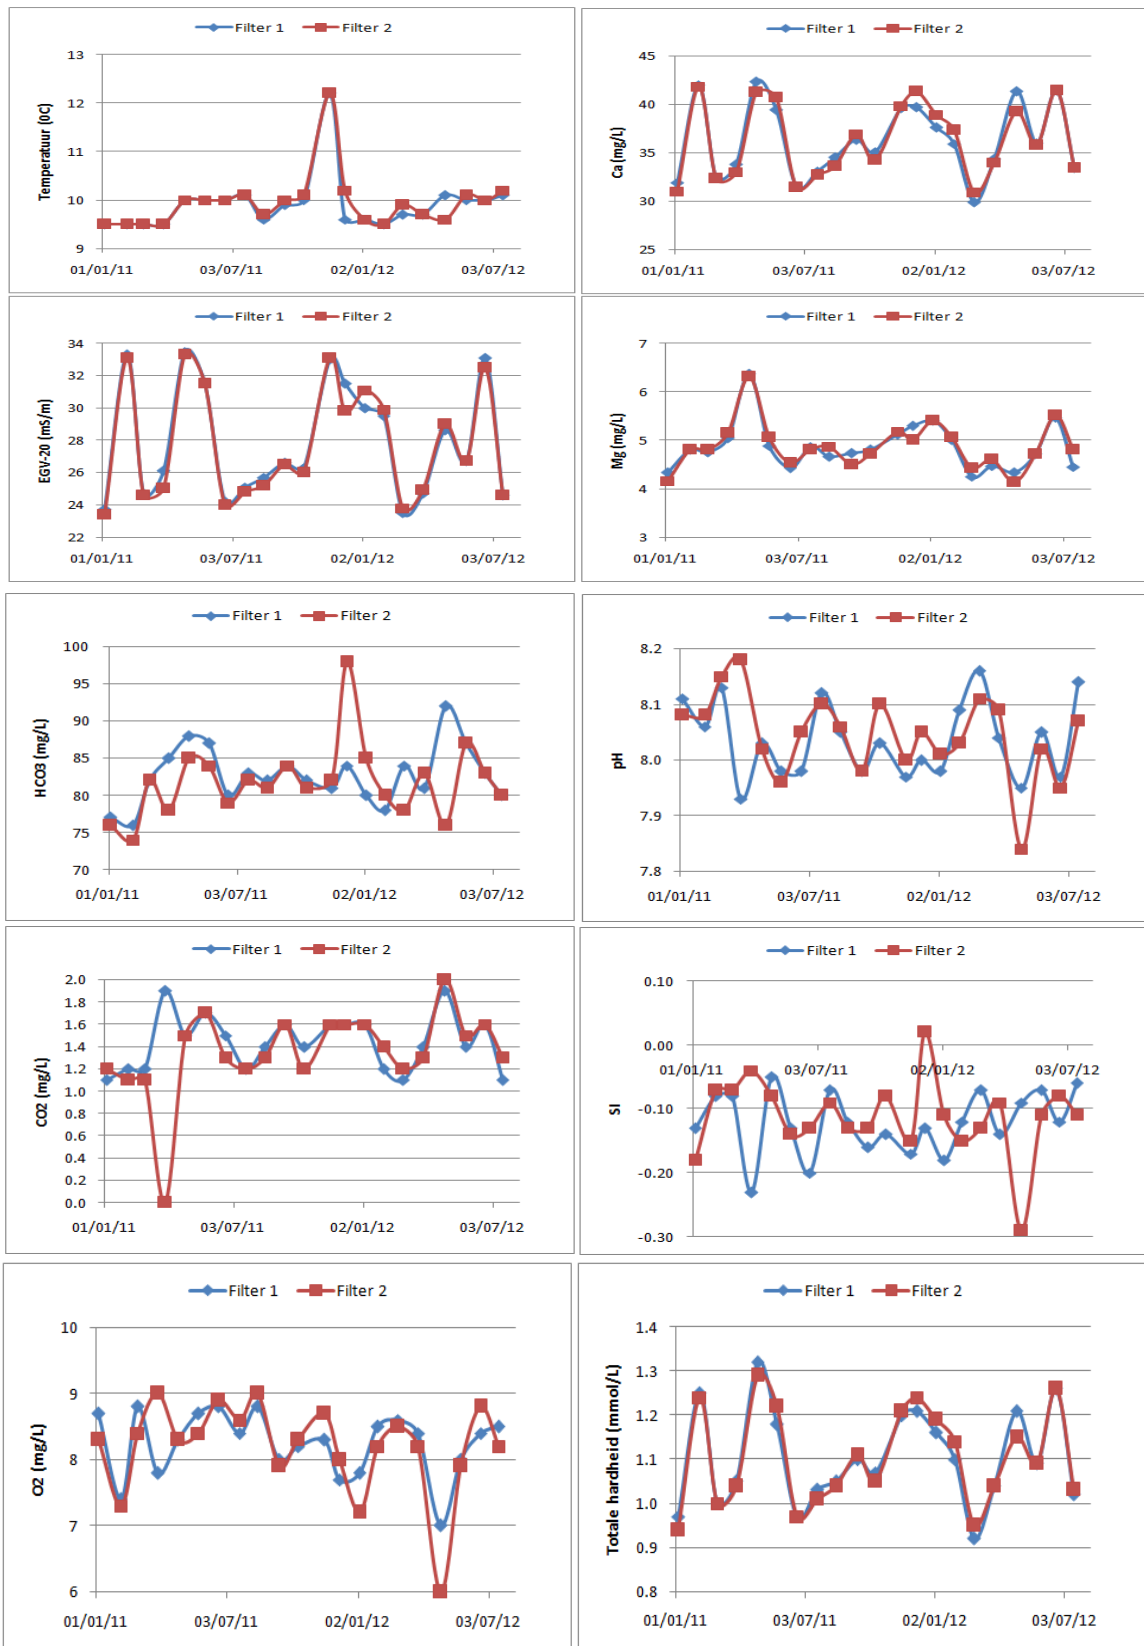 Filter 1 Filter 2
Temperatuur (0C)
13
12
11
10
9
01/01/11 03/07/11 02/01/12 03/07/12
Filter 1 Filter 2
Ca (mg/L)
45
40
35
30
25
01/01/11 03/07/11 02/01/12 03/07/12
Filter 1 Filter 2
EGV-20 (mS/m)
34
32
30
28
26
24
22
01/01/11 03/07/11 02/01/12 03/07/12
Filter 1 Filter 2
Mg (mg/L)
7
6
5
4
3
01/01/11 03/07/11 02/01/12 03/07/12
Filter 1 Filter 2
HCO3 (mg/L)
100
95
90
85
80
75
70
01/01/11 03/07/11 02/01/12 03/07/12
Filter 1 Filter 2
pH
8.2
8.1
8.0
7.9
7.8
01/01/11 03/07/11 02/01/12 03/07/12
Filter 1 Filter 2
CO2 (mg/L)
2.0
1.8
1.6
1.4
1.2
1.0
0.8
0.6
0.4
0.2
0.0
01/01/11 03/07/11 02/01/12 03/07/12
Filter 1 Filter 2
SI
0.10
0.00
01/01/11 03/07/11 02/01/12 03/07/12
-0.10
-0.20
-0.30
Filter 1 Filter 2
O2 (mg/L)
10
9
8
7
6
01/01/11 03/07/11 02/01/12 03/07/12
Filter 1 Filter 2
Totale hardheid (mmol/L)
1.4
1.3
1.2
1.1
1.0
0.9
0.8
01/01/11 03/07/11 02/01/12 03/07/12